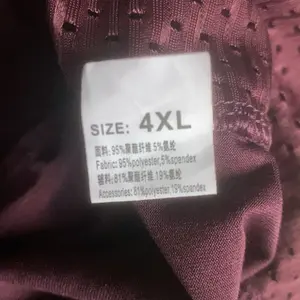 SIZE: 4XL
面料: 95%聚酯纤维 5%氨纶
Fabric: 95%polyester,5%spandex
辅料: 81%聚酯纤维 19%氨纶
Accessories: 81%polyester,19%spandex